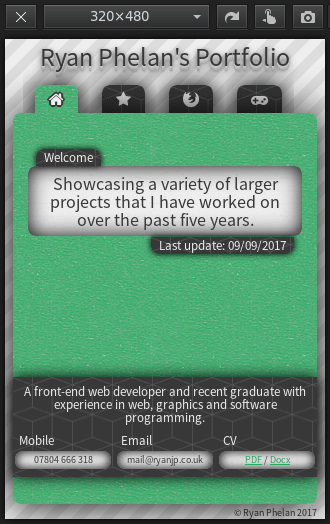 320×480
Ryan Phelan's Portfolio
Welcome
Showcasing a variety of larger
projects that I have worked on
over the past five years.
Last update: 09/09/2017
A front-end web developer and recent graduate with
experience in web, graphics and software
programming.
Mobile Email CV
07804 666 318 mail@ryanjp.co.uk PDF / Docx
© Ryan Phelan 2017